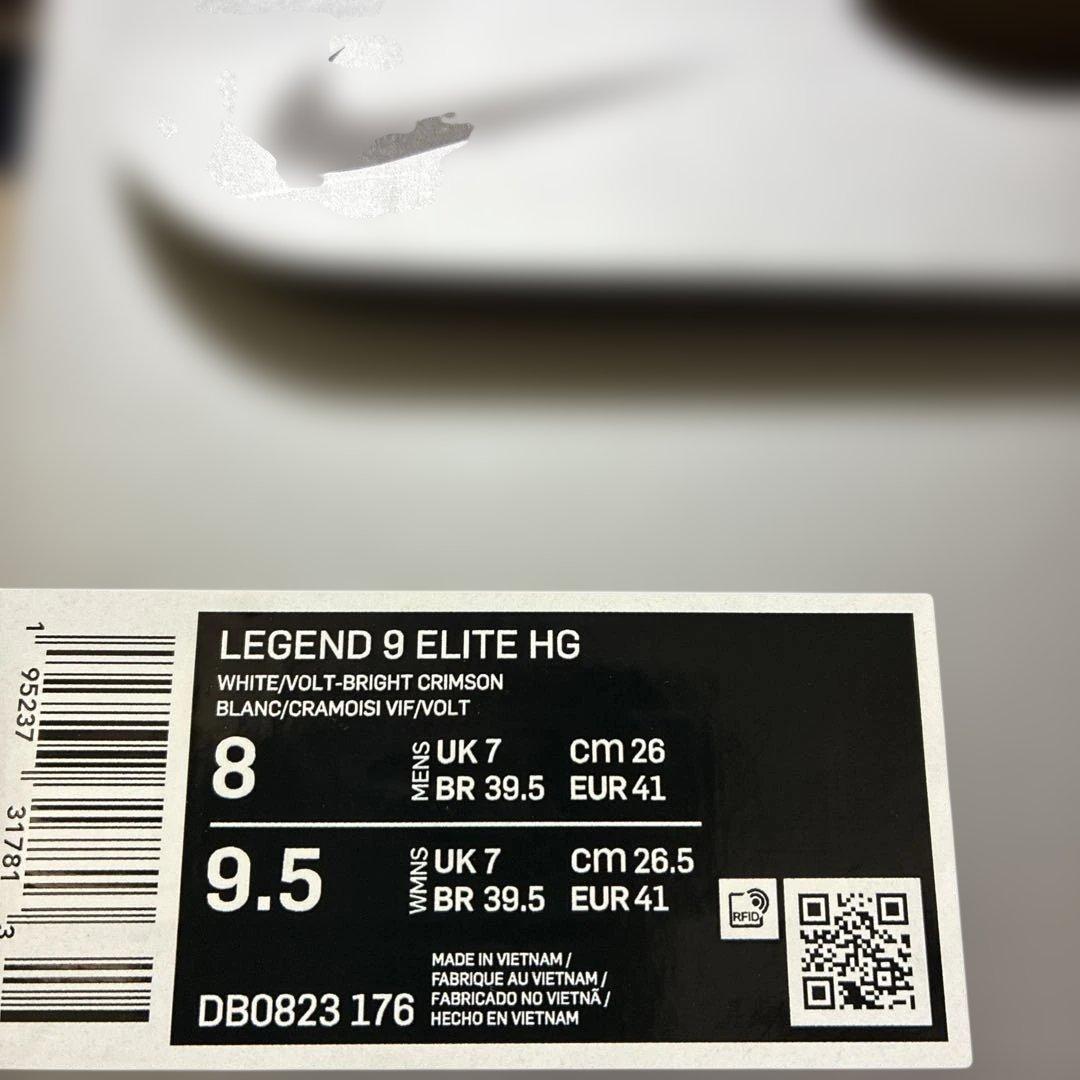 LEGEND 9 ELITE HG
WHITE/VOLT-BRIGHT CRIMSON
BLANC/CRAMOISI VIF/VOLT
8
MENS
UK 7 cm 26
BR 39.5 EUR 41
9.5
WMNS
UK 7 cm 26.5
BR 39.5 EUR 41
RFID
DB0823 176
MADE IN VIETNAM /
FABRIQUE AU VIETNAM /
FABRICADO NO VIETNÃ /
HECHO EN VIETNAM
1 95237 31781 3